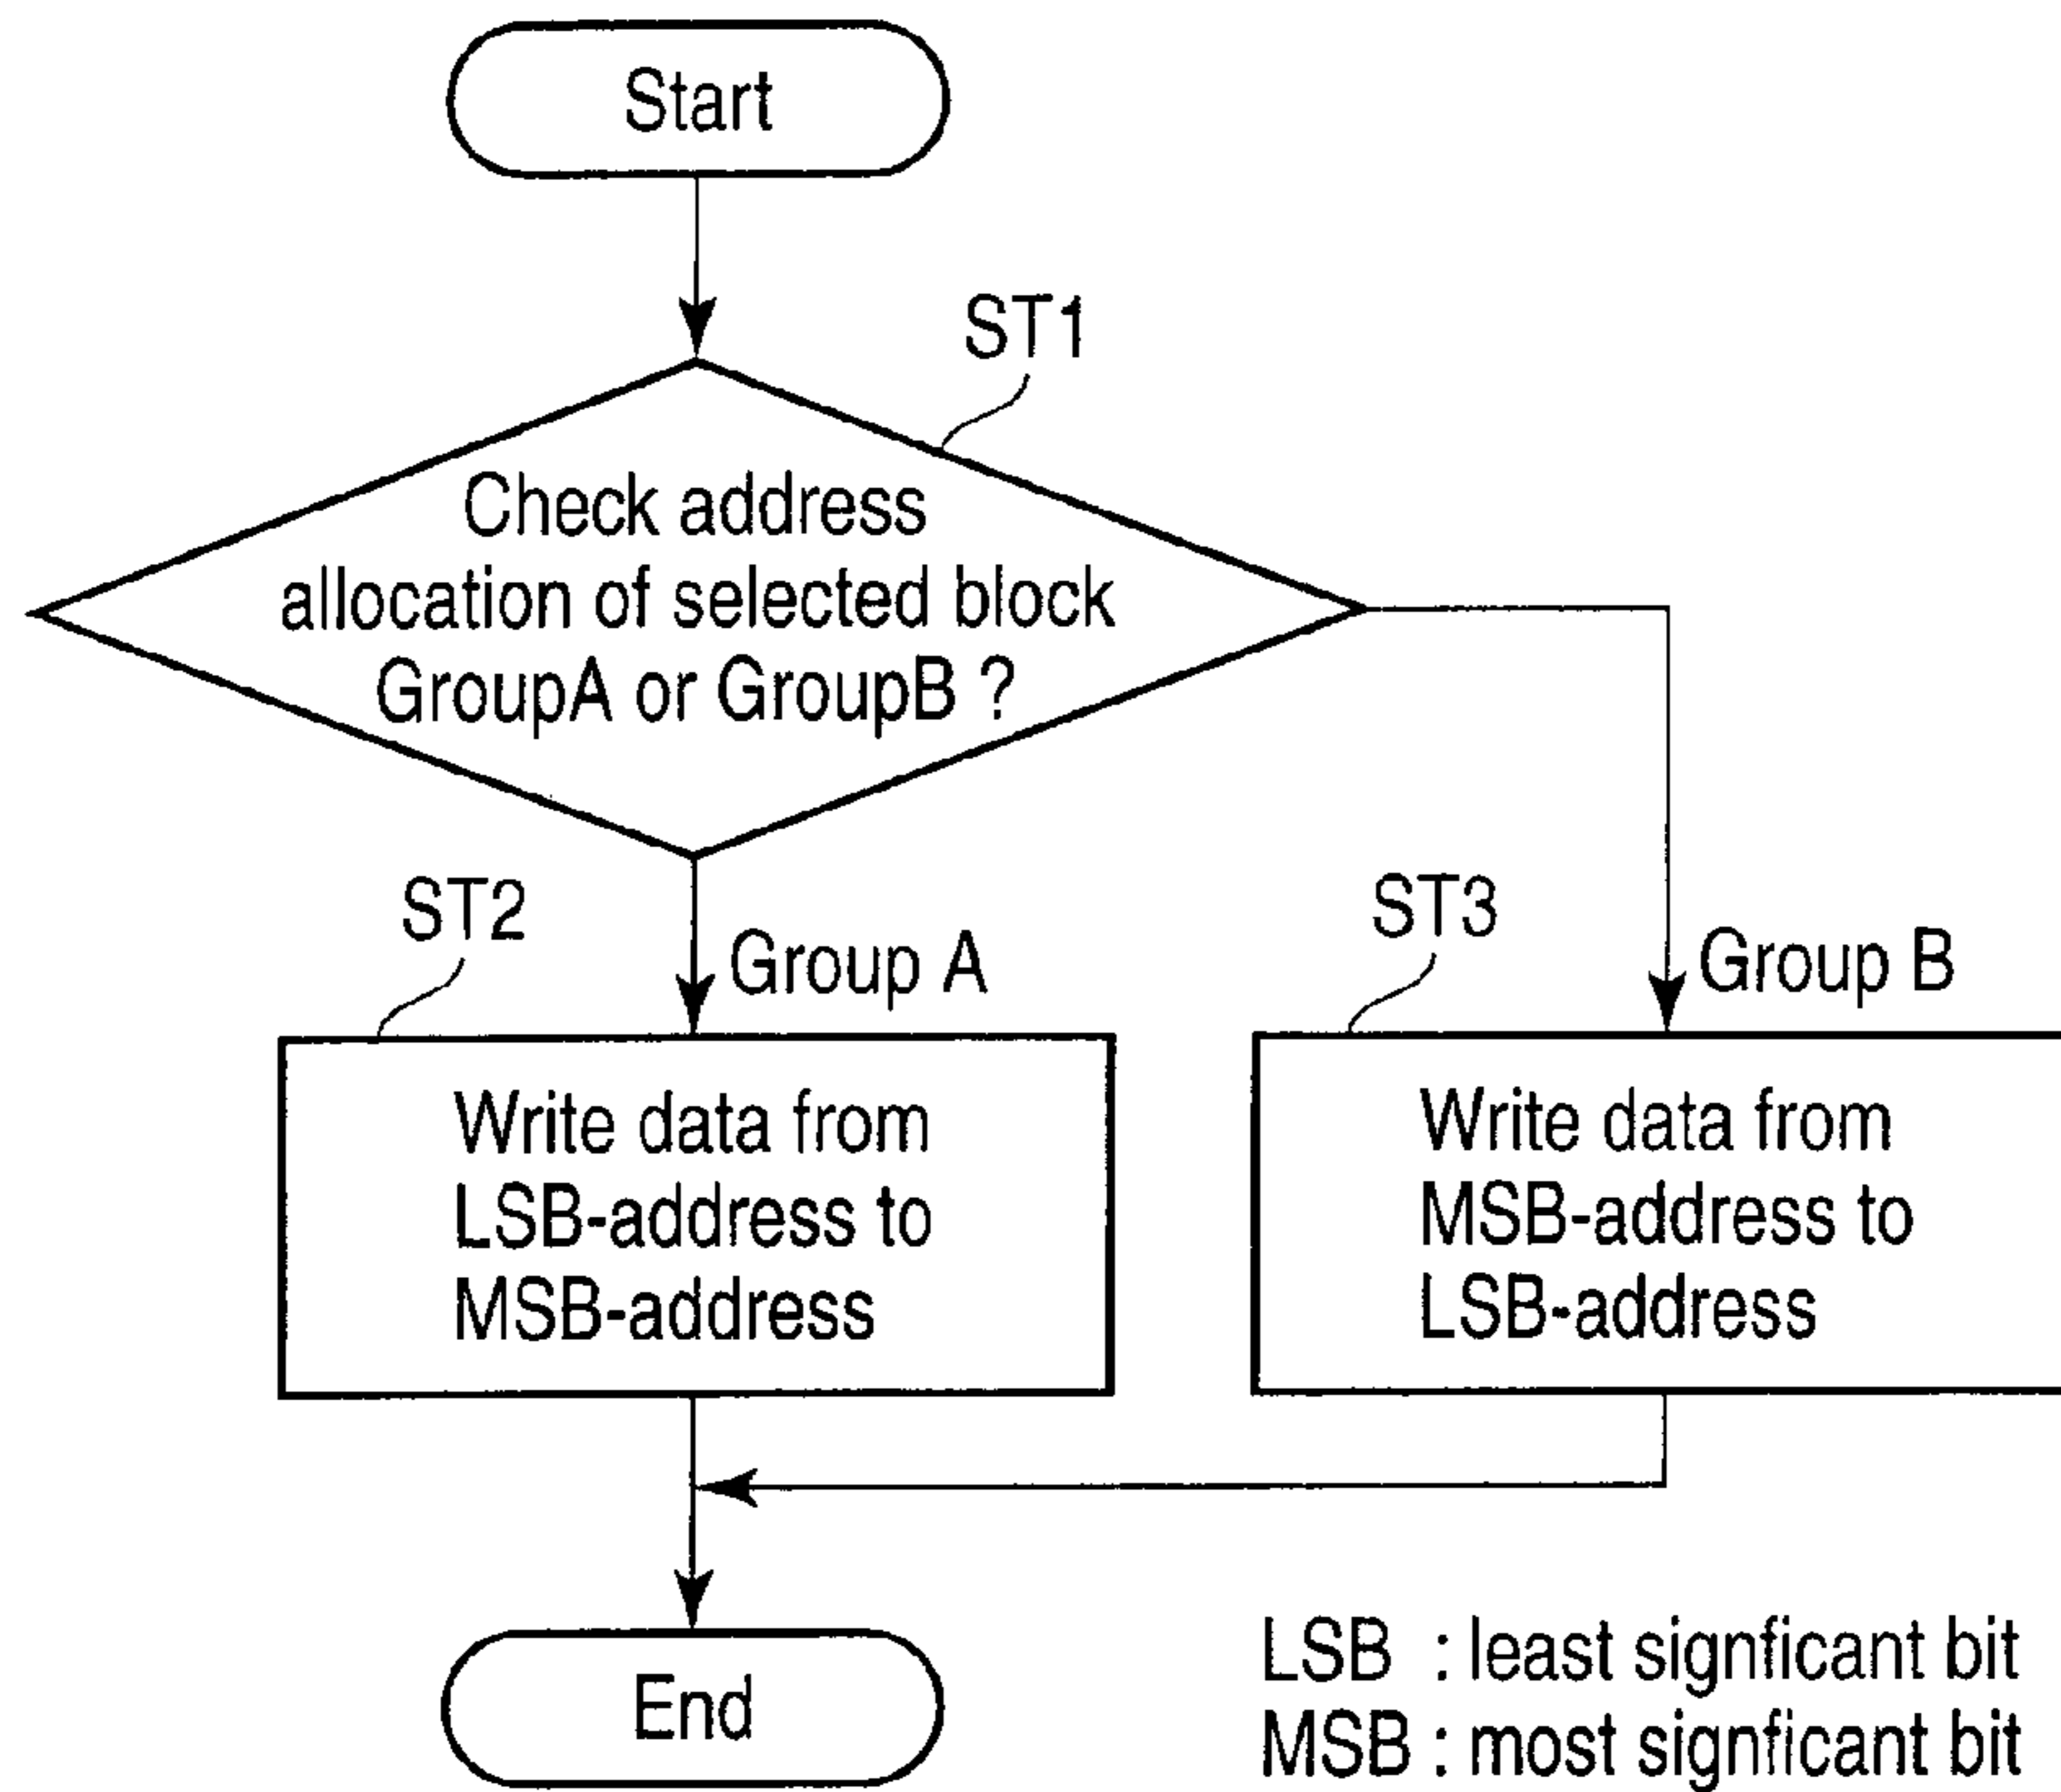 Start
ST1
Check address
allocation of selected block
GroupA or GroupB ?
ST2
Group A
ST3
Group B
Write data from
LSB-address to
MSB-address
Write data from
MSB-address to
LSB-address
End
LSB : least signficant bit
MSB : most signficant bit